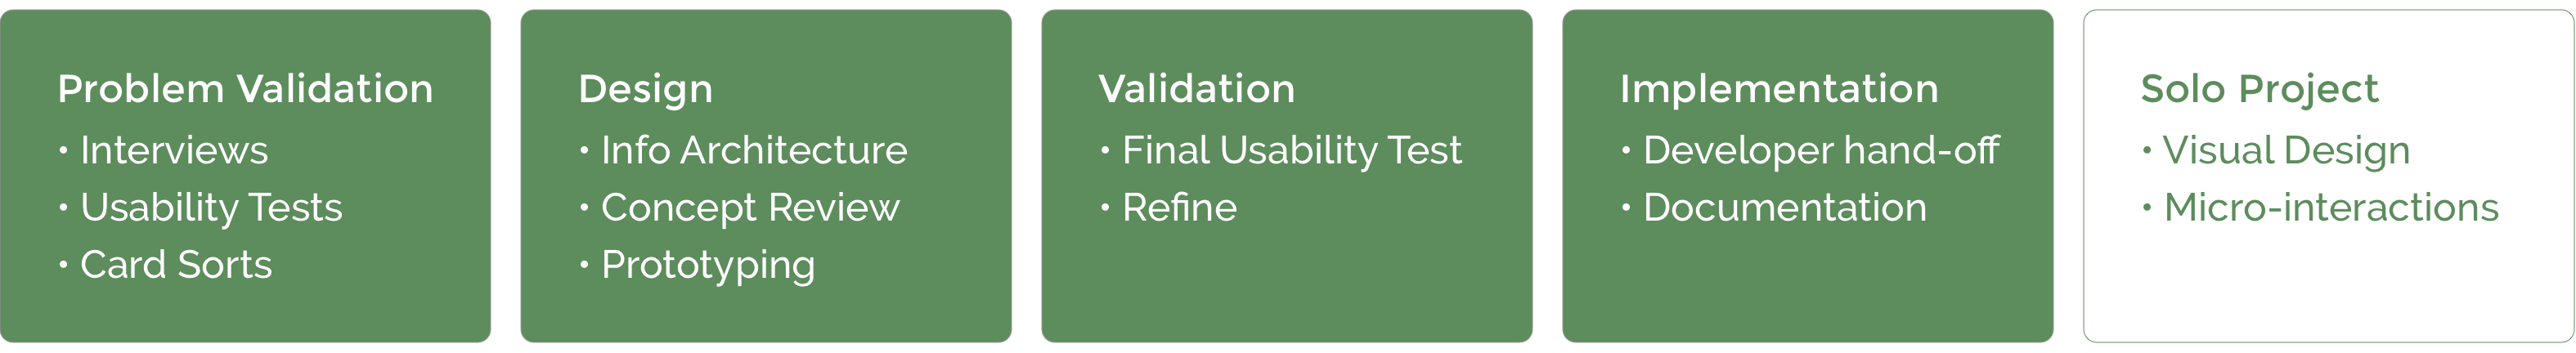 Problem Validation
• Interviews
• Usability Tests
• Card Sorts
Design
• Info Architecture
• Concept Review
• Prototyping
Validation
• Final Usability Test
• Refine
Implementation
• Developer hand-off
• Documentation
Solo Project
• Visual Design
• Micro-interactions